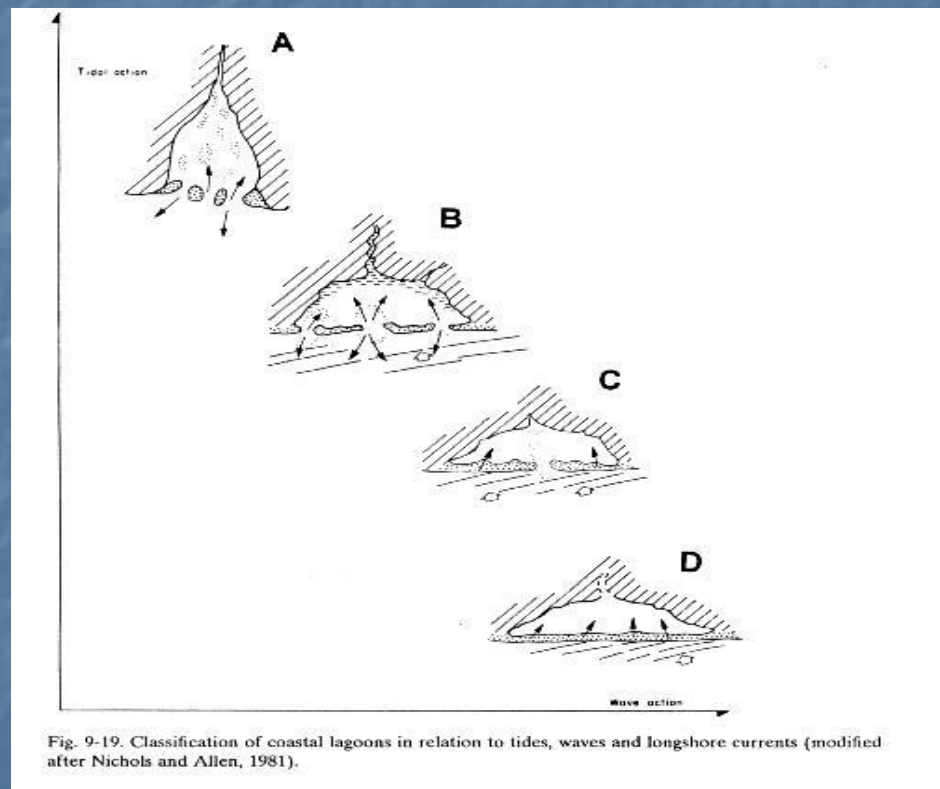 A
Tidal action
B
C
D
Wave action
Fig. 9-19. Classification of coastal lagoons in relation to tides, waves and longshore currents (modified
after Nichols and Allen, 1981).